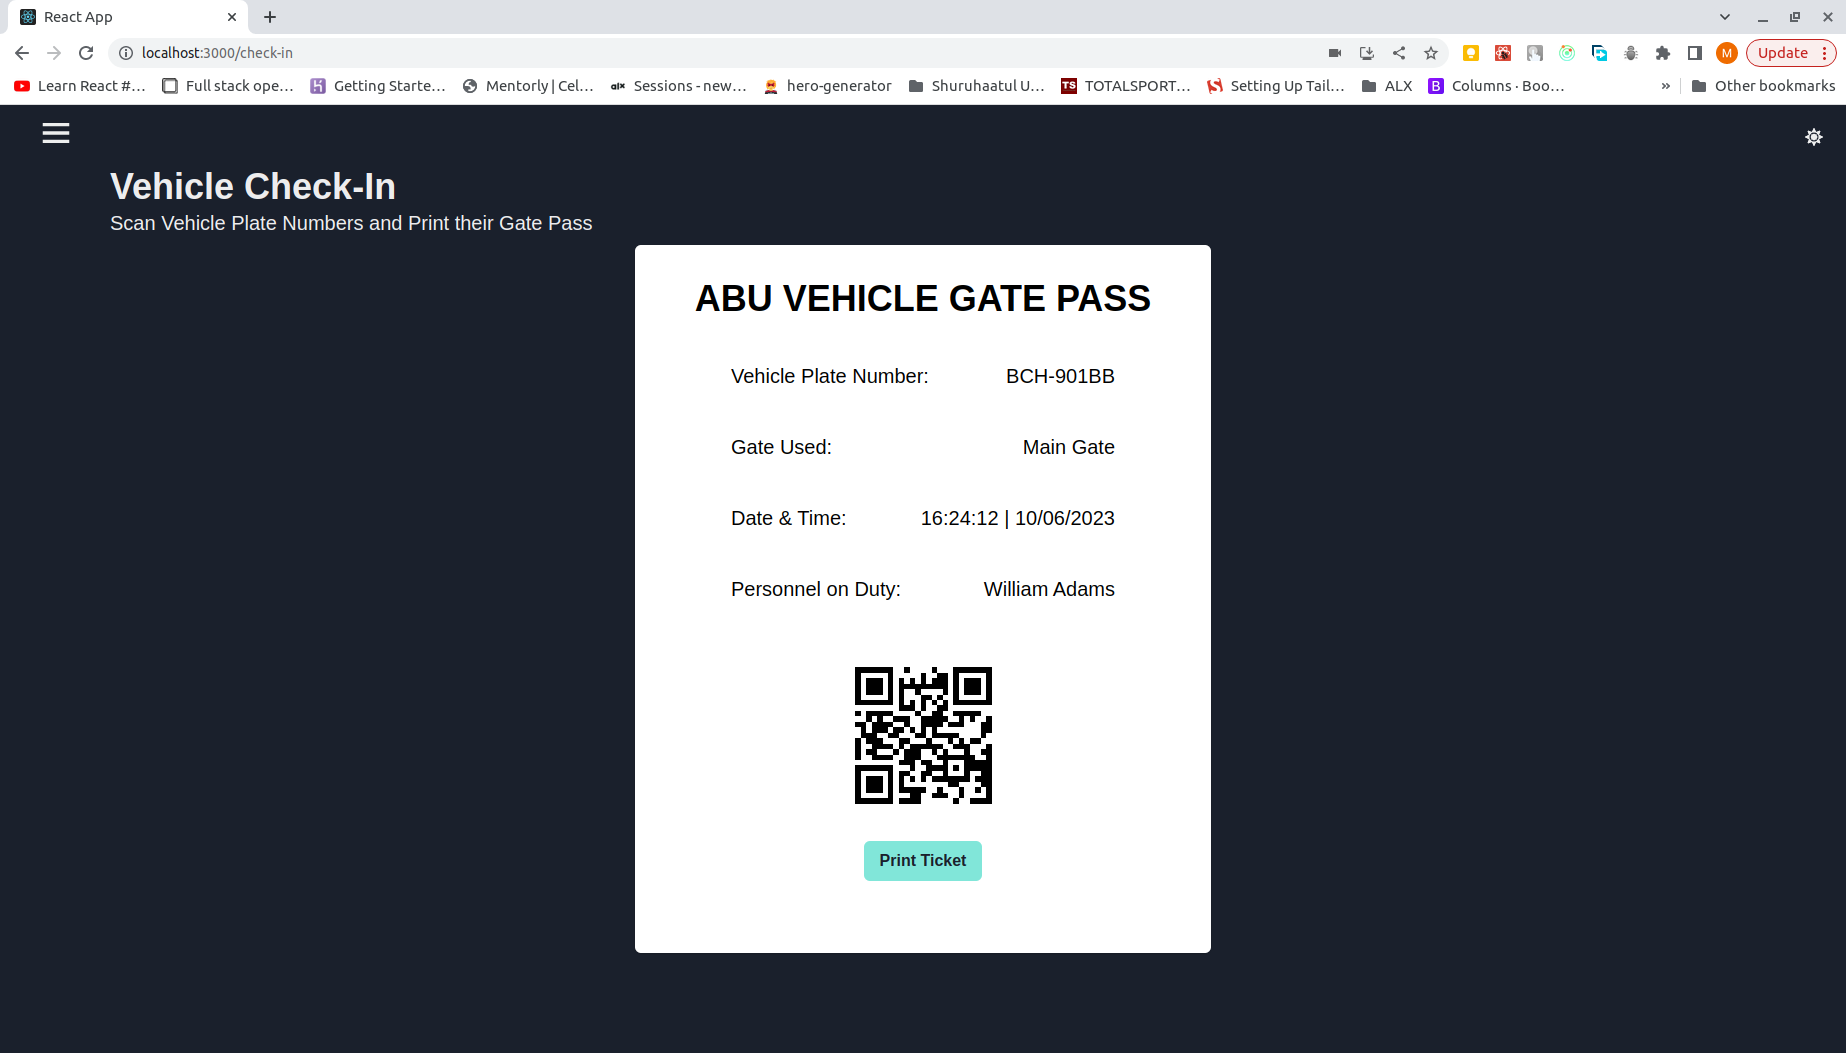 React App
localhost:3000/check-in
M
Update
Learn React #...
Full stack ope...
Getting Starte...
Mentorly | Cel...
alx Sessions - new...
hero-generator
Shuruhaatul U...
TS TOTALSPORT...
Setting Up Tail...
ALX
B Columns · Boo...
»
Other bookmarks
Vehicle Check-In
Scan Vehicle Plate Numbers and Print their Gate Pass
ABU VEHICLE GATE PASS
Vehicle Plate Number: BCH-901BB
Gate Used: Main Gate
Date & Time: 16:24:12 | 10/06/2023
Personnel on Duty: William Adams
Print Ticket